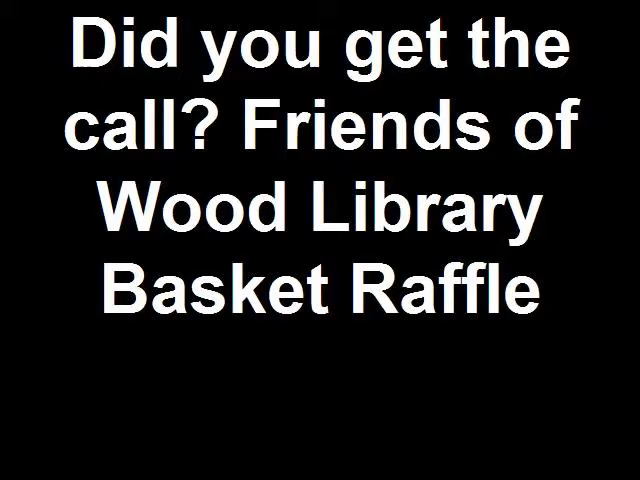 Did you get the
call? Friends of
Wood Library
Basket Raffle